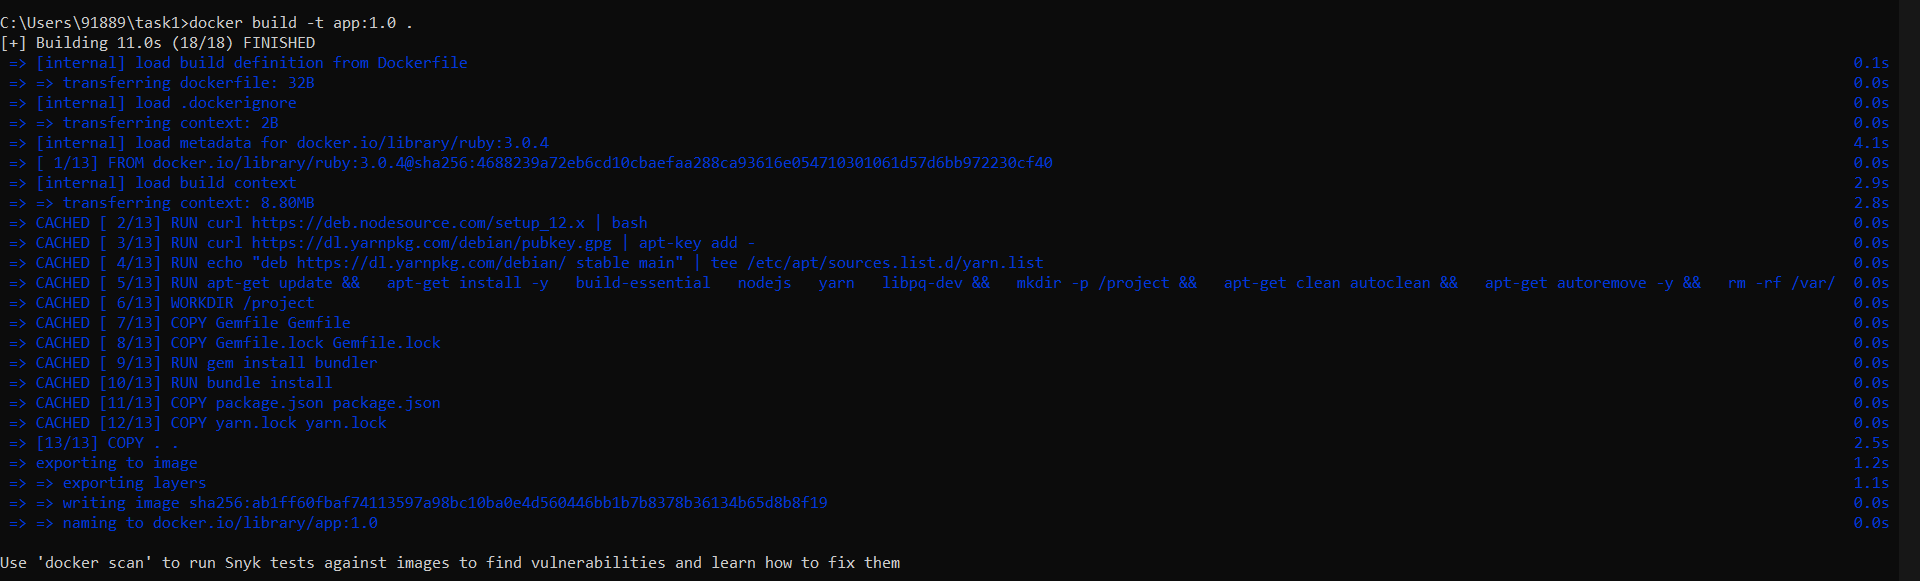 C:\Users\91889\task1>docker build -t app:1.0 .
[+] Building 11.0s (18/18) FINISHED
=> [internal] load build definition from Dockerfile 0.1s
=> => transferring dockerfile: 32B 0.0s
=> [internal] load .dockerignore 0.0s
=> => transferring context: 2B 0.0s
=> [internal] load metadata for docker.io/library/ruby:3.0.4 4.1s
=> [ 1/13] FROM docker.io/library/ruby:3.0.4@sha256:4688239a72eb6cd10cbaefaa288ca93616e054710301061d57d6bb972230cf40 0.0s
=> [internal] load build context 2.9s
=> => transferring context: 8.80MB 2.8s
=> CACHED [ 2/13] RUN curl https://deb.nodesource.com/setup_12.x | bash 0.0s
=> CACHED [ 3/13] RUN curl https://dl.yarnpkg.com/debian/pubkey.gpg | apt-key add - 0.0s
=> CACHED [ 4/13] RUN echo "deb https://dl.yarnpkg.com/debian/ stable main" | tee /etc/apt/sources.list.d/yarn.list 0.0s
=> CACHED [ 5/13] RUN apt-get update &&   apt-get install -y   build-essential   nodejs   yarn   libpq-dev &&   mkdir -p /project &&   apt-get clean autoclean &&   apt-get autoremove -y &&   rm -rf /var/ 0.0s
=> CACHED [ 6/13] WORKDIR /project 0.0s
=> CACHED [ 7/13] COPY Gemfile Gemfile 0.0s
=> CACHED [ 8/13] COPY Gemfile.lock Gemfile.lock 0.0s
=> CACHED [ 9/13] RUN gem install bundler 0.0s
=> CACHED [10/13] RUN bundle install 0.0s
=> CACHED [11/13] COPY package.json package.json 0.0s
=> CACHED [12/13] COPY yarn.lock yarn.lock 0.0s
=> [13/13] COPY . . 2.5s
=> exporting to image 1.2s
=> => exporting layers 1.1s
=> => writing image sha256:ab1ff60fbaf74113597a98bc10ba0e4d560446bb1b7b8378b36134b65d8b8f19 0.0s
=> => naming to docker.io/library/app:1.0 0.0s
Use 'docker scan' to run Snyk tests against images to find vulnerabilities and learn how to fix them